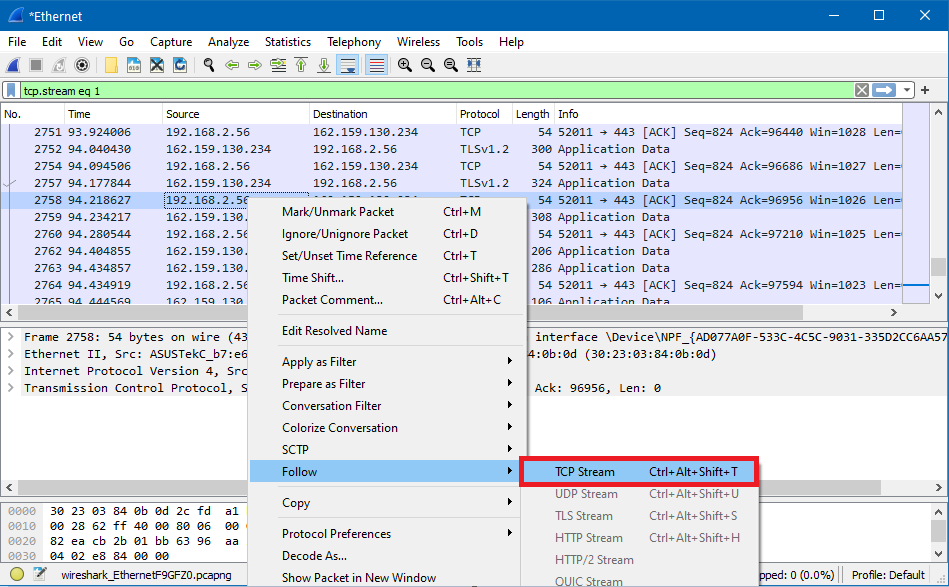 *Ethernet
File Edit View Go Capture Analyze Statistics Telephony Wireless Tools Help
tcp.stream eq 1
No. Time Source Destination Protocol Length Info
2751 93.924006 192.168.2.56 162.159.130.234 TCP 54 52011 → 443 [ACK] Seq=824 Ack=96440 Win=1028 Len=
2752 94.040430 162.159.130.234 192.168.2.56 TLSv1.2 300 Application Data
2754 94.094506 192.168.2.56 162.159.130.234 TCP 54 52011 → 443 [ACK] Seq=824 Ack=96686 Win=1027 Len=
2757 94.177844 162.159.130.234 192.168.2.56 TLSv1.2 324 Application Data
2758 94.218627 192.168.2.56 54 52011 → 443 [ACK] Seq=824 Ack=96956 Win=1026 Len=
2759 94.234217 162.159.130. 308 Application Data
2760 94.280544 192.168.2.56 54 52011 → 443 [ACK] Seq=824 Ack=97210 Win=1025 Len=
2762 94.404855 162.159.130. 206 Application Data
2763 94.434857 162.159.130. 286 Application Data
2764 94.434919 192.168.2.56 54 52011 → 443 [ACK] Seq=824 Ack=97594 Win=1023 Len=
2765 94.444569 162.159.130. 106 Application Data
Mark/Unmark Packet Ctrl+M
Ignore/Unignore Packet Ctrl+D
Set/Unset Time Reference Ctrl+T
Time Shift... Ctrl+Shift+T
Packet Comment... Ctrl+Alt+C
Edit Resolved Name
Apply as Filter
Prepare as Filter
Conversation Filter
Colorize Conversation
SCTP
Follow
Copy
Protocol Preferences
Decode As...
Show Packet in New Window
TCP Stream Ctrl+Alt+Shift+T
UDP Stream Ctrl+Alt+Shift+U
TLS Stream Ctrl+Alt+Shift+S
HTTP Stream Ctrl+Alt+Shift+H
HTTP/2 Stream
QUIC Stream
Frame 2758: 54 bytes on wire (43 interface \Device\NPF_{AD077A0F-533C-4C5C-9031-335D2CC6AA57
Ethernet II, Src: ASUSTekC_b7:e6 4:0b:0d (30:23:03:84:0b:0d)
Internet Protocol Version 4, Src
Transmission Control Protocol, S Ack: 96956, Len: 0
0000 30 23 03 84 0b 0d 2c fd a1
0010 00 28 62 ff 40 00 80 06 00
0020 82 ea cb 2b 01 bb 63 96 aa
0030 04 02 e8 84 00 00
wireshark_EthernetF9GFZ0.pcapng pped: 0 (0.0%) Profile: Default